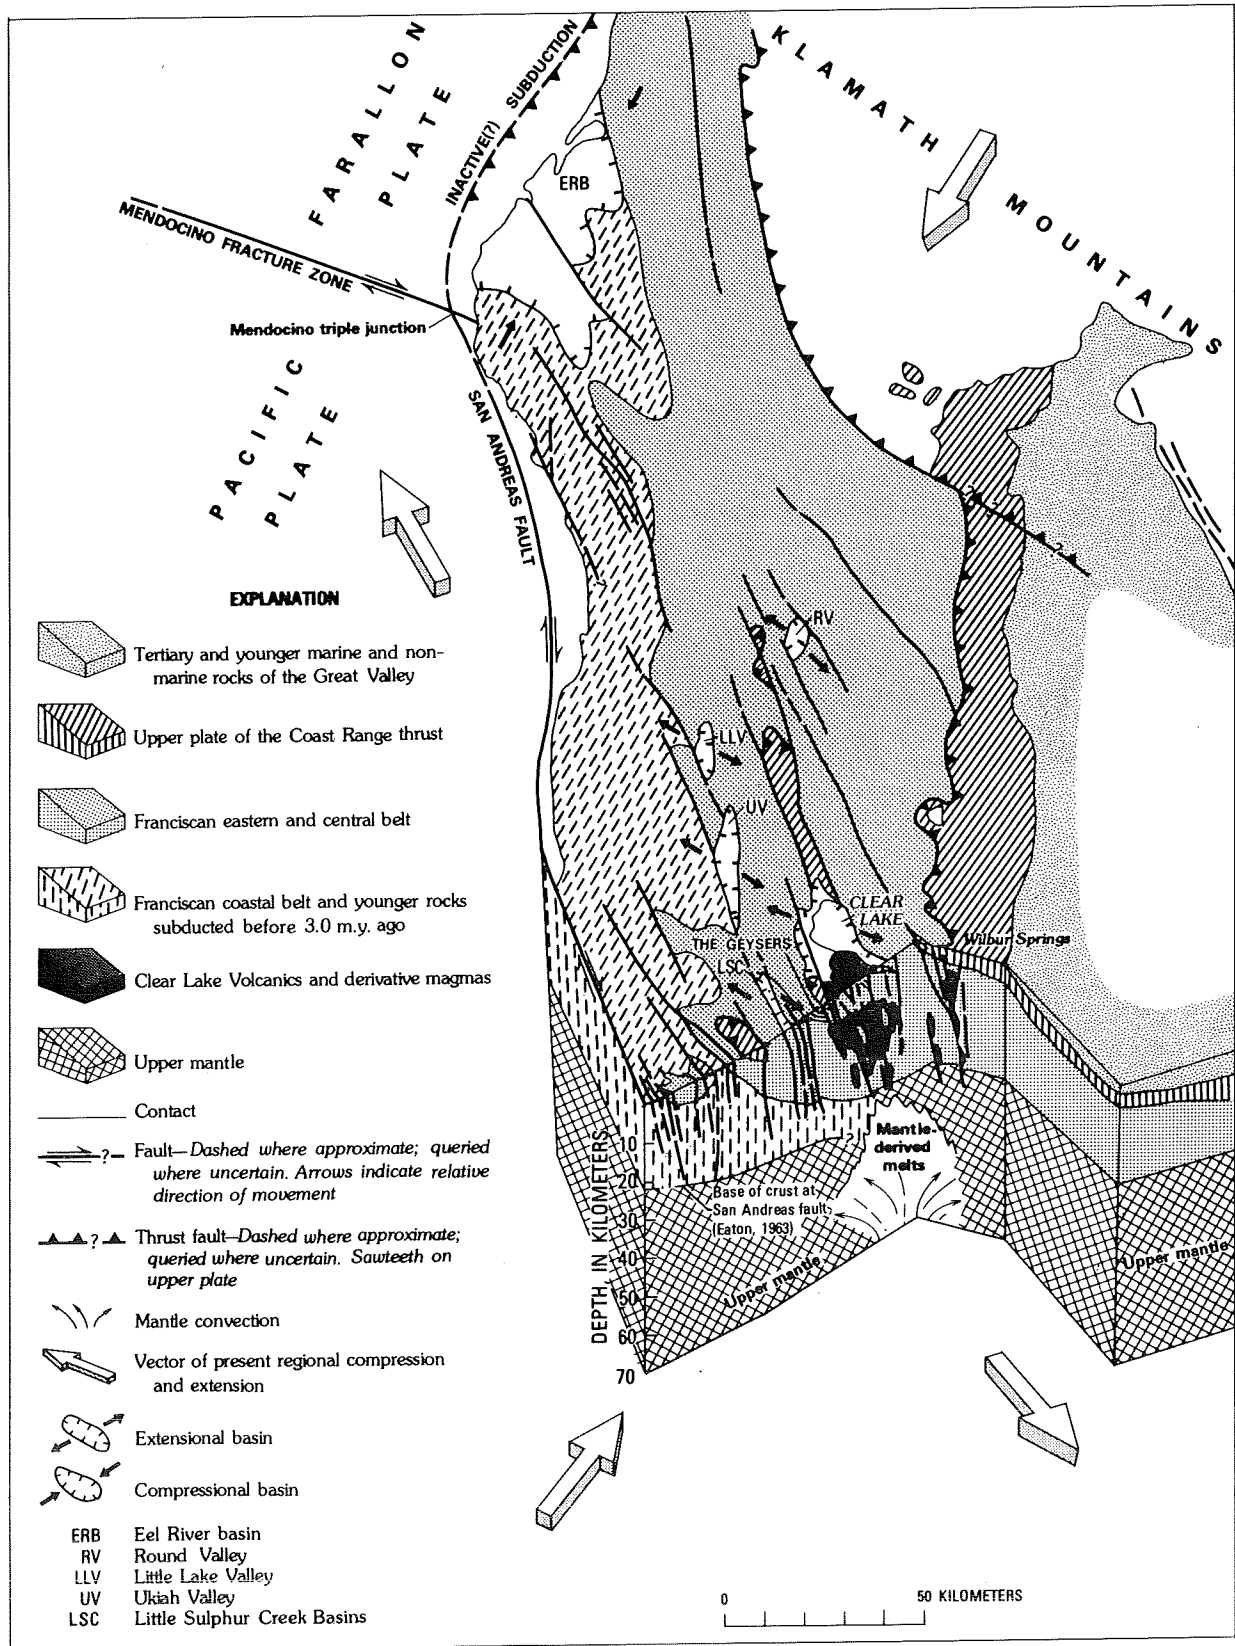 FARALLON
PLATE
INACTIVE(?) SUBDUCTION
KLAMATH MOUNTAINS
ERB
MENDOCINO FRACTURE ZONE
Mendocino triple junction
PACIFIC
PLATE
SAN ANDREAS FAULT
?
?
?
RV
LLV
UV
CLEAR
LAKE
THE GEYSERS
LSC
Wilbur Springs
EXPLANATION
Tertiary and younger marine and non-
marine rocks of the Great Valley
Upper plate of the Coast Range thrust
Franciscan eastern and central belt
Franciscan coastal belt and younger rocks
subducted before 3.0 m.y. ago
Clear Lake Volcanics and derivative magmas
Upper mantle
Contact
?
Fault—Dashed where approximate; queried
where uncertain. Arrows indicate relative
direction of movement
?
Thrust fault—Dashed where approximate;
queried where uncertain. Sawteeth on
upper plate
Mantle convection
Vector of present regional compression
and extension
Extensional basin
Compressional basin
ERB Eel River basin
RV Round Valley
LLV Little Lake Valley
UV Ukiah Valley
LSC Little Sulphur Creek Basins
DEPTH, IN KILOMETERS
10
20
30
40
50
60
70
?
Mantle-
derived
melts
Base of crust at
San Andreas fault
(Eaton, 1963)
Upper mantle
Upper mantle
0 50 KILOMETERS